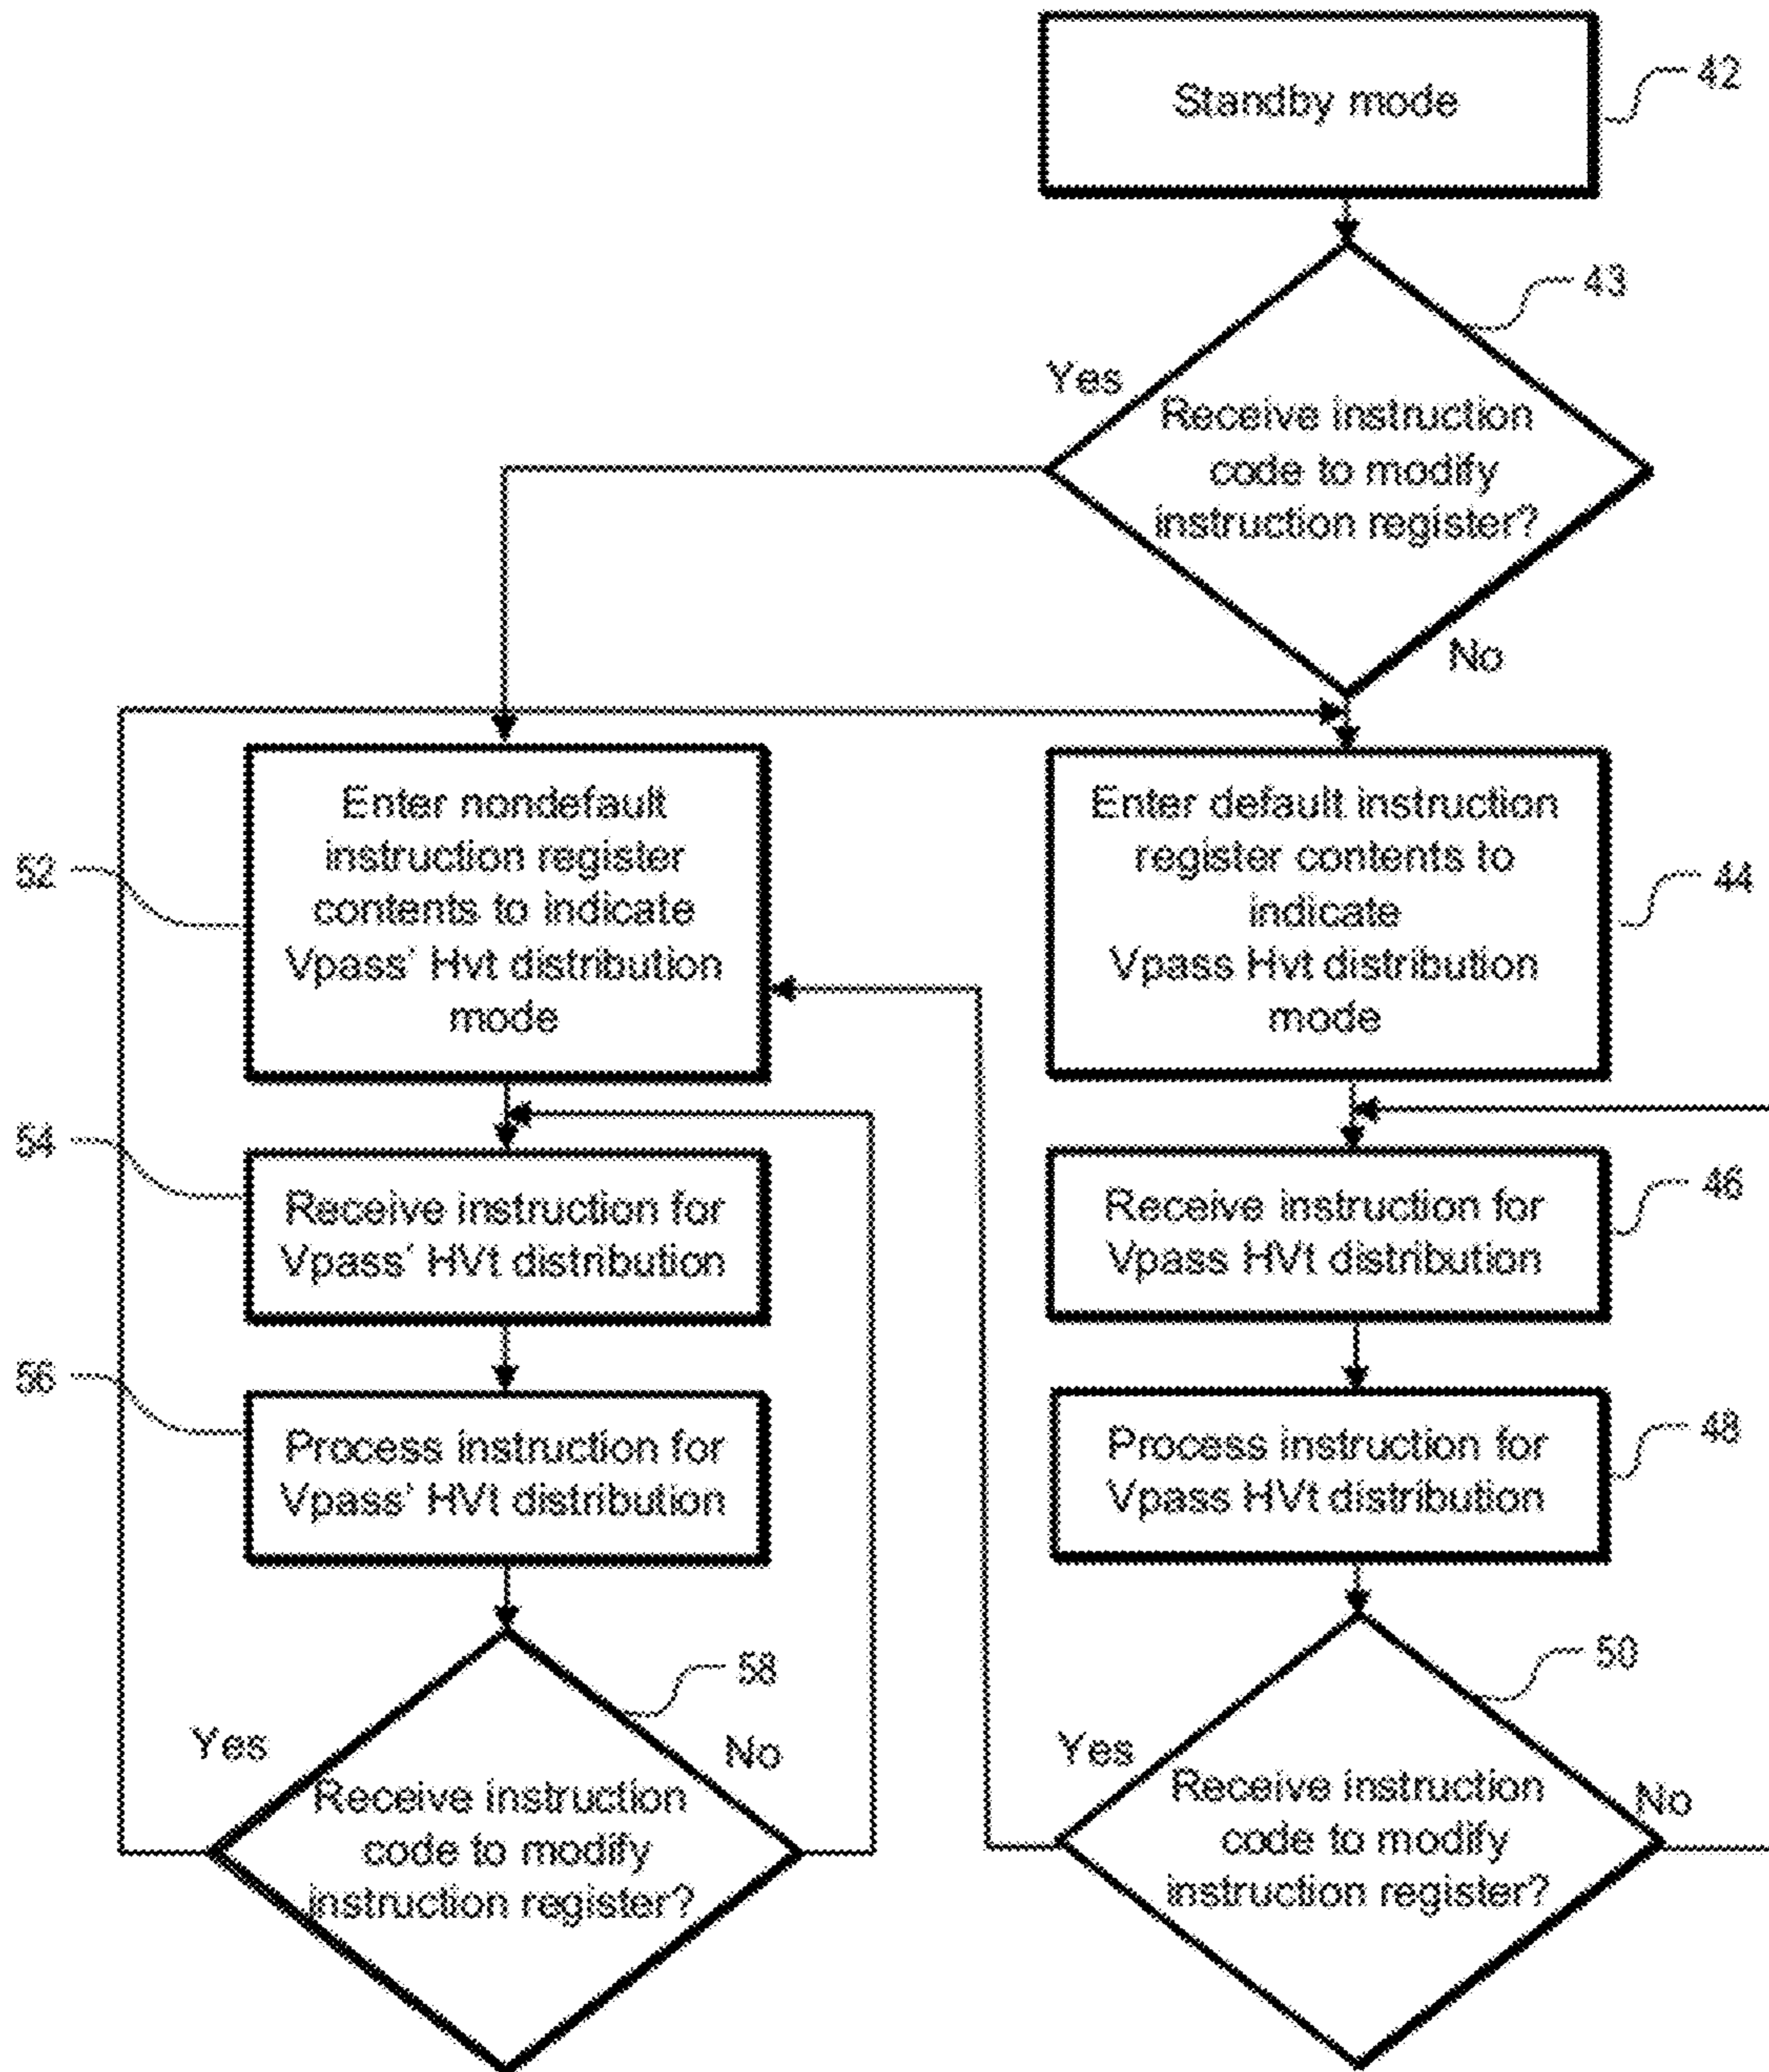 Standby mode
42
43
Yes
Receive instruction
code to modify
instruction register?
No
Enter nondefault
instruction register
contents to indicate
Vpass' Hvt distribution
mode
52
Enter default instruction
register contents to
indicate
Vpass Hvt distribution
mode
44
54
Receive instruction for
Vpass' HVt distribution
Receive instruction for
Vpass HVt distribution
46
56
Process instruction for
Vpass' HVt distribution
Process instruction for
Vpass HVt distribution
48
58
Yes
No
Receive instruction
code to modify
instruction register?
50
Yes
No
Receive instruction
code to modify
instruction register?